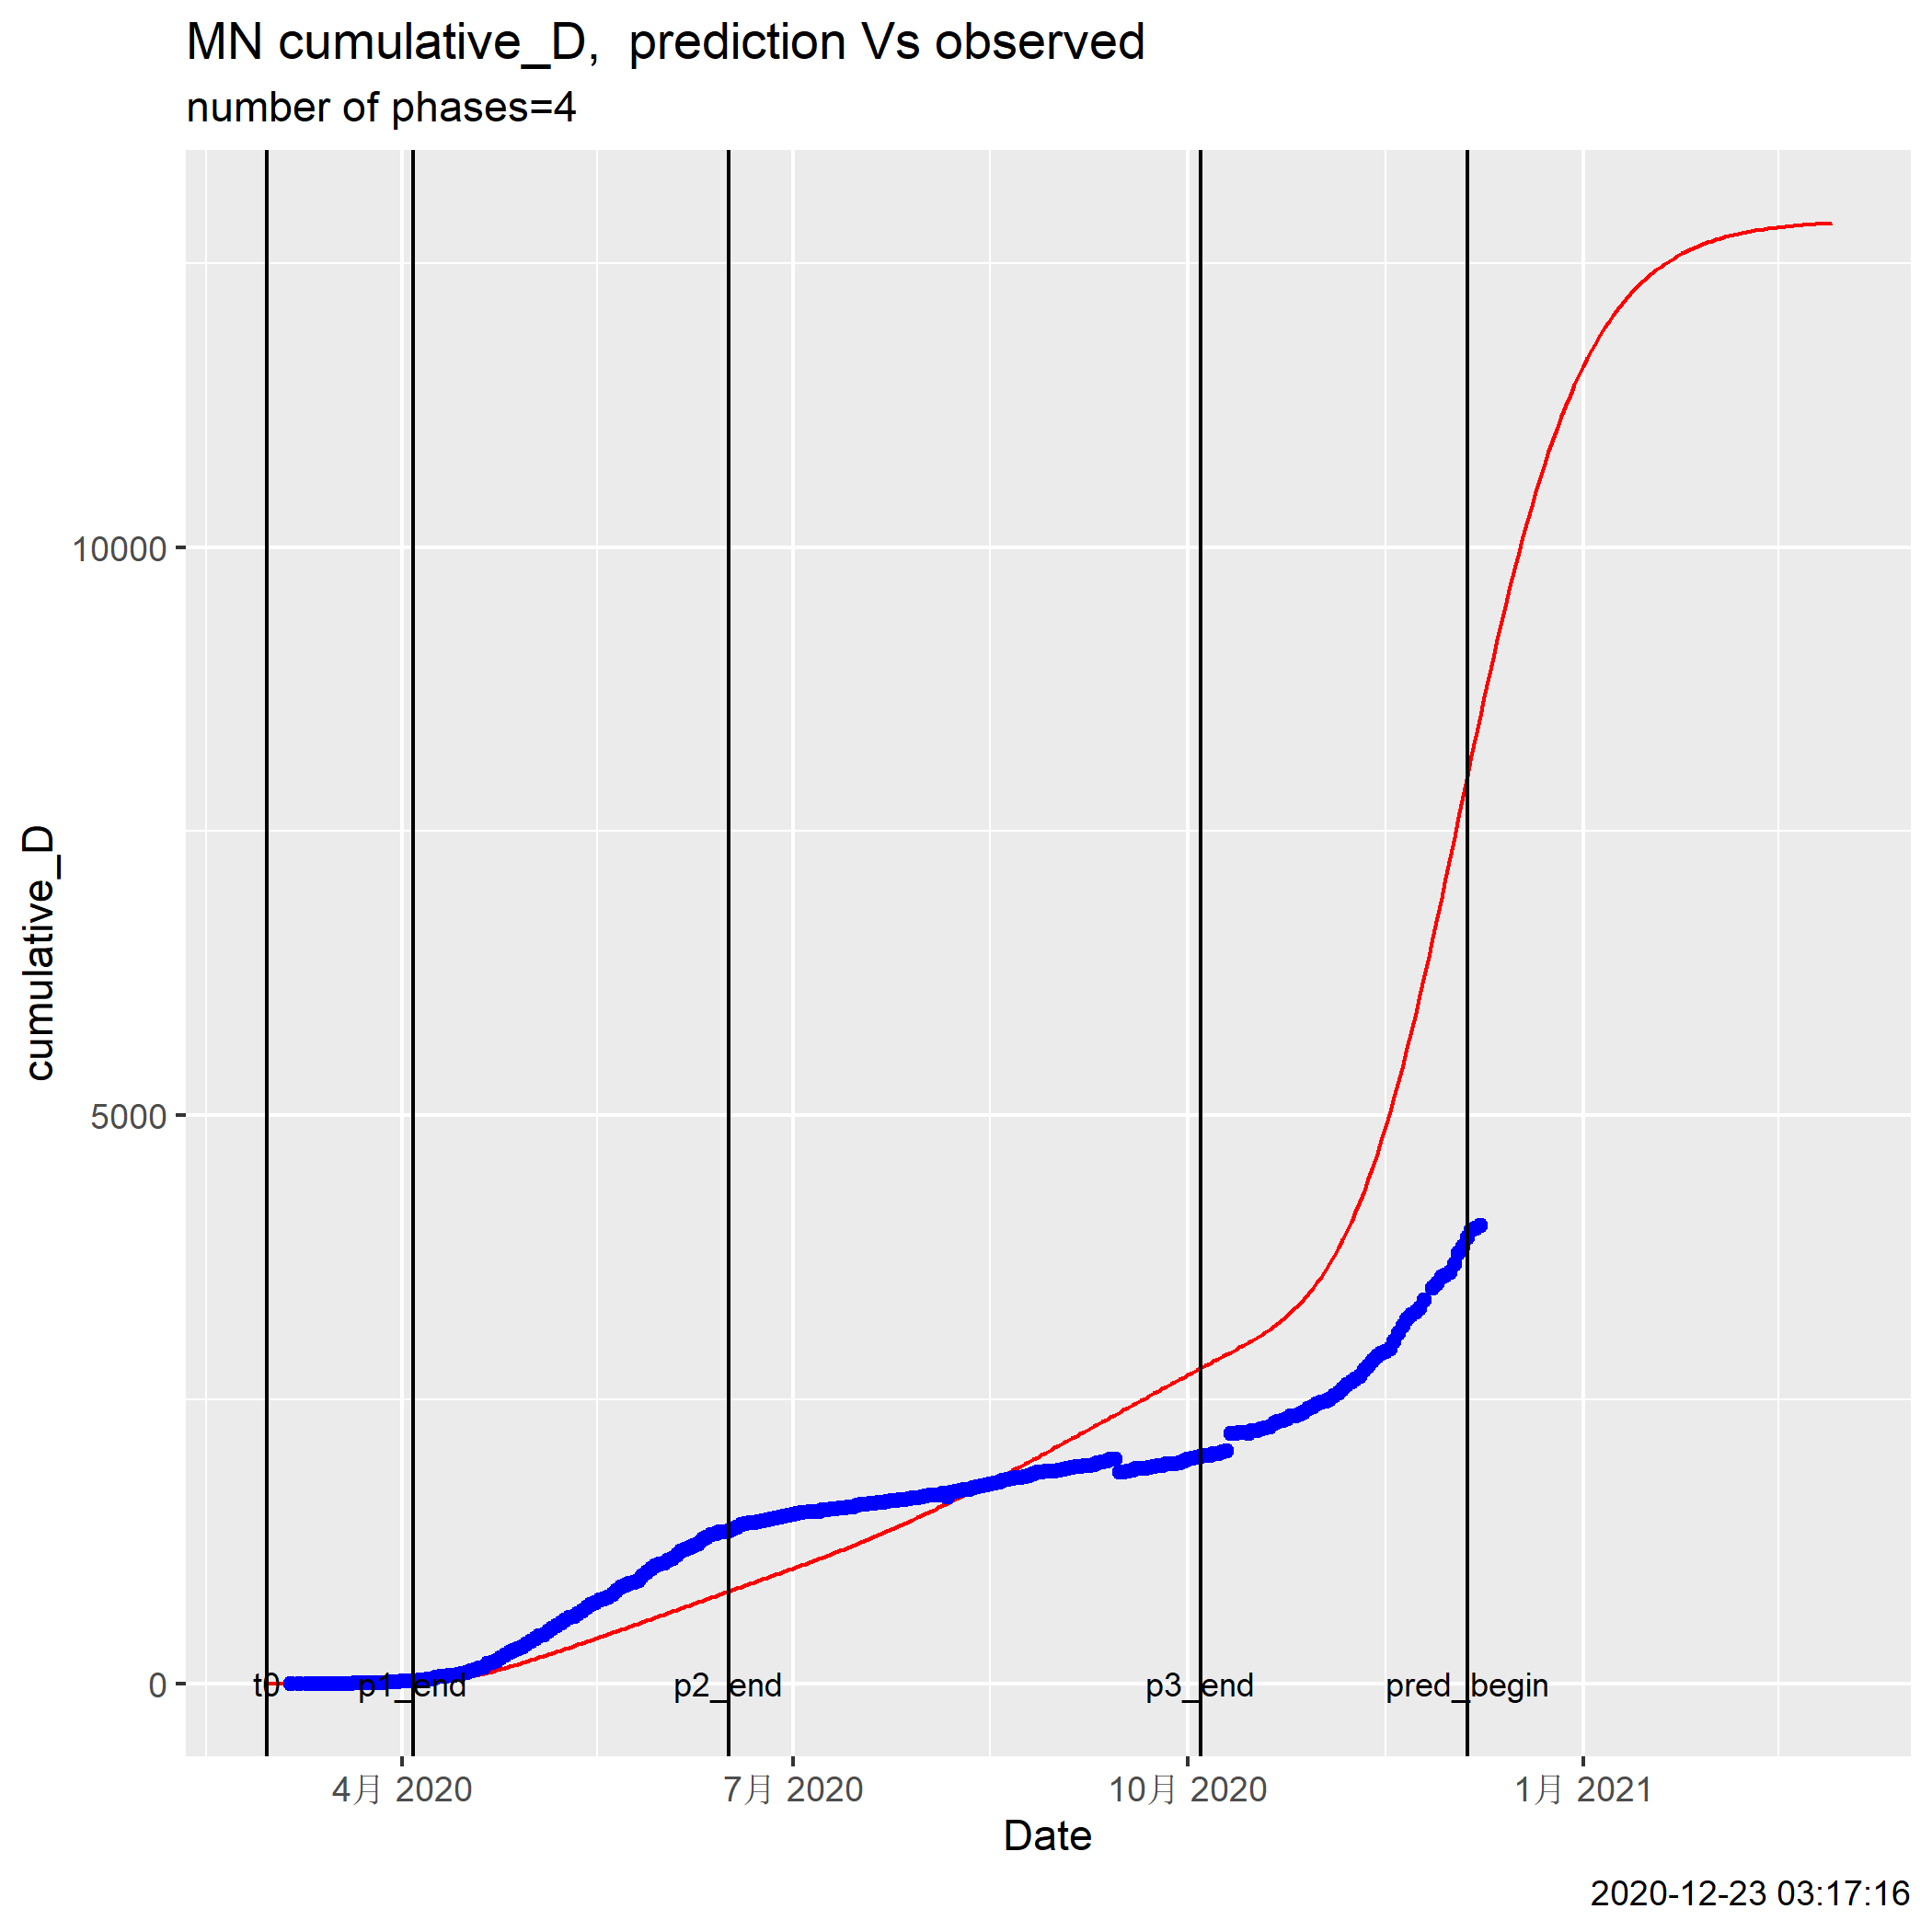 MN cumulative_D,  prediction Vs observed
number of phases=4
cumulative_D
10000
5000
0
t0
p1_end
p2_end
p3_end
pred_begin
4月 2020
7月 2020
10月 2020
1月 2021
Date
2020-12-23 03:17:16